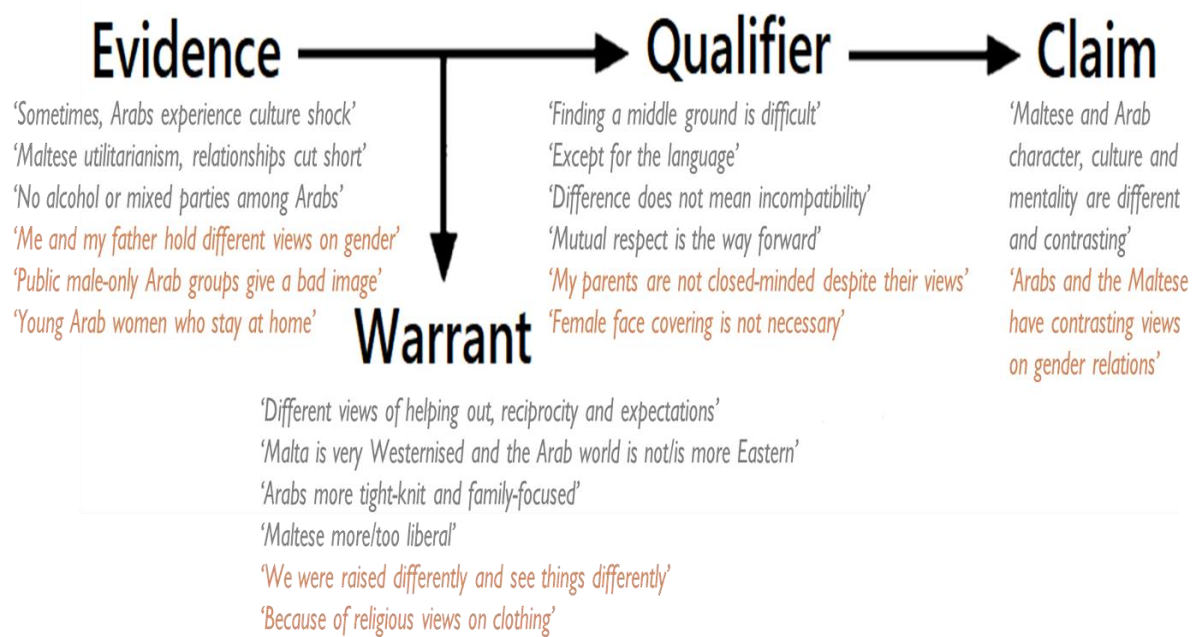 Evidence
Qualifier
Claim
‘Sometimes, Arabs experience culture shock’
‘Maltese utilitarianism, relationships cut short’
‘No alcohol or mixed parties among Arabs’
‘Me and my father hold different views on gender’
‘Public male-only Arab groups give a bad image’
‘Young Arab women who stay at home’
‘Finding a middle ground is difficult’
‘Except for the language’
‘Difference does not mean incompatibility’
‘Mutual respect is the way forward’
‘My parents are not closed-minded despite their views’
‘Female face covering is not necessary’
‘Maltese and Arab
character, culture and
mentality are different
and contrasting’
‘Arabs and the Maltese
have contrasting views
on gender relations’
Warrant
‘Different views of helping out, reciprocity and expectations’
‘Malta is very Westernised and the Arab world is not/is more Eastern’
‘Arabs more tight-knit and family-focused’
‘Maltese more/too liberal’
‘We were raised differently and see things differently’
‘Because of religious views on clothing’